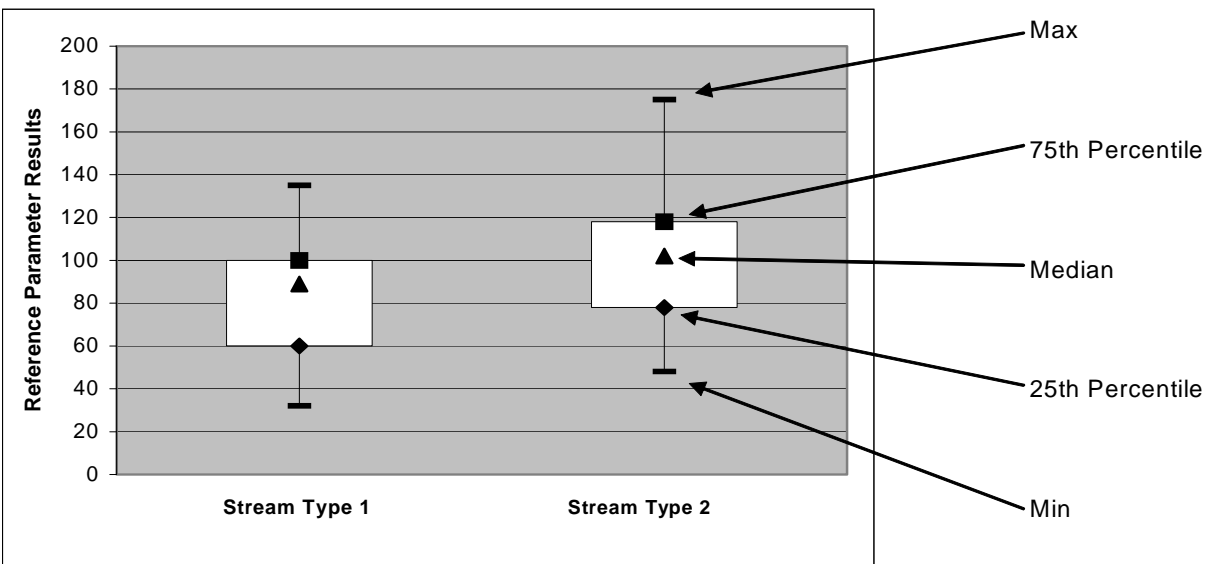 Reference Parameter Results
200
180
160
140
120
100
80
60
40
20
0
Stream Type 1
Stream Type 2
Max
75th Percentile
Median
25th Percentile
Min